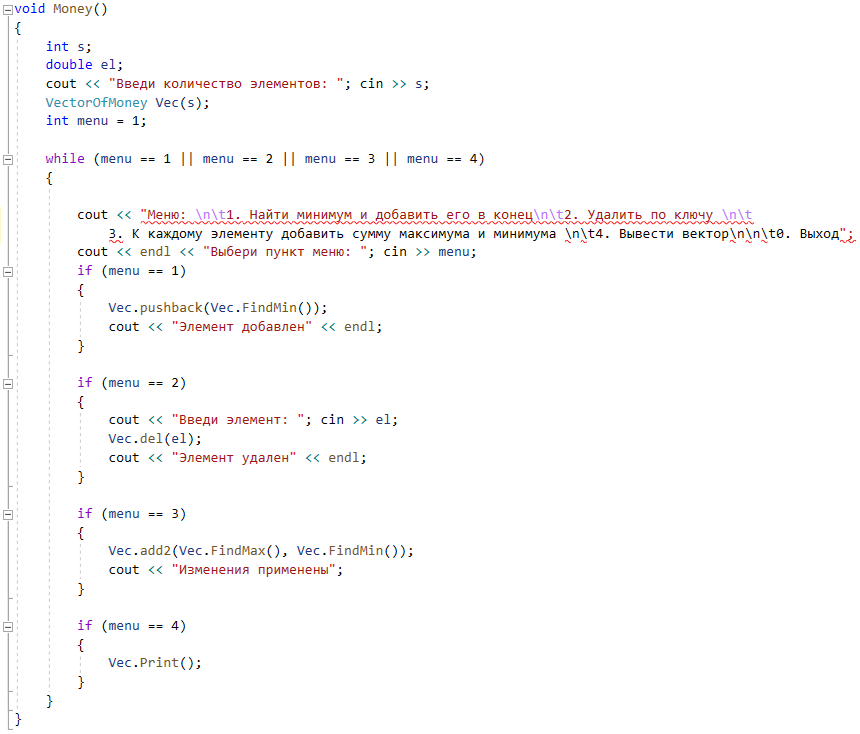 void Money()
{
    int s;
    double el;
    cout << "Введи количество элементов: "; cin >> s;
    VectorOfMoney Vec(s);
    int menu = 1;

    while (menu == 1 || menu == 2 || menu == 3 || menu == 4)
    {

        cout << "Меню: \n\t1. Найти минимум и добавить его в конец\n\t2. Удалить по ключу \n\t
            3. К каждому элементу добавить сумму максимума и минимума \n\t4. Вывести вектор\n\n\t0. Выход";
        cout << endl << "Выбери пункт меню: "; cin >> menu;
        if (menu == 1)
        {
            Vec.pushback(Vec.FindMin());
            cout << "Элемент добавлен" << endl;
        }

        if (menu == 2)
        {
            cout << "Введи элемент: "; cin >> el;
            Vec.del(el);
            cout << "Элемент удален" << endl;
        }

        if (menu == 3)
        {
            Vec.add2(Vec.FindMax(), Vec.FindMin());
            cout << "Изменения применены";
        }

        if (menu == 4)
        {
            Vec.Print();
        }
    }
}